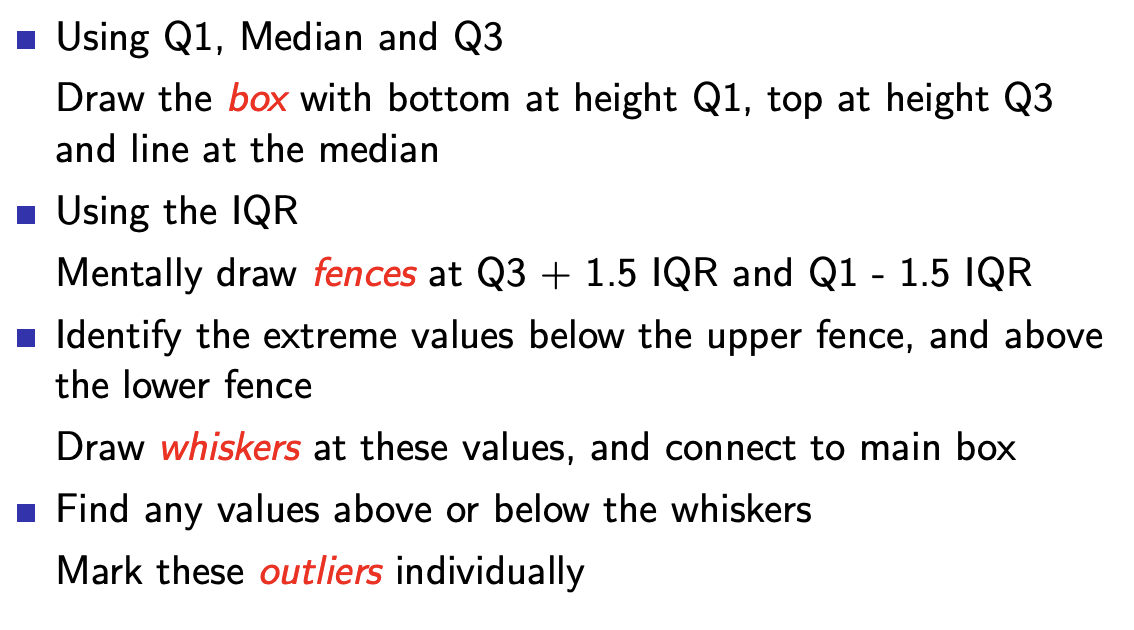 Using Q1, Median and Q3
Draw the box with bottom at height Q1, top at height Q3
and line at the median
Using the IQR
Mentally draw fences at Q3 + 1.5 IQR and Q1 - 1.5 IQR
Identify the extreme values below the upper fence, and above
the lower fence
Draw whiskers at these values, and connect to main box
Find any values above or below the whiskers
Mark these outliers individually